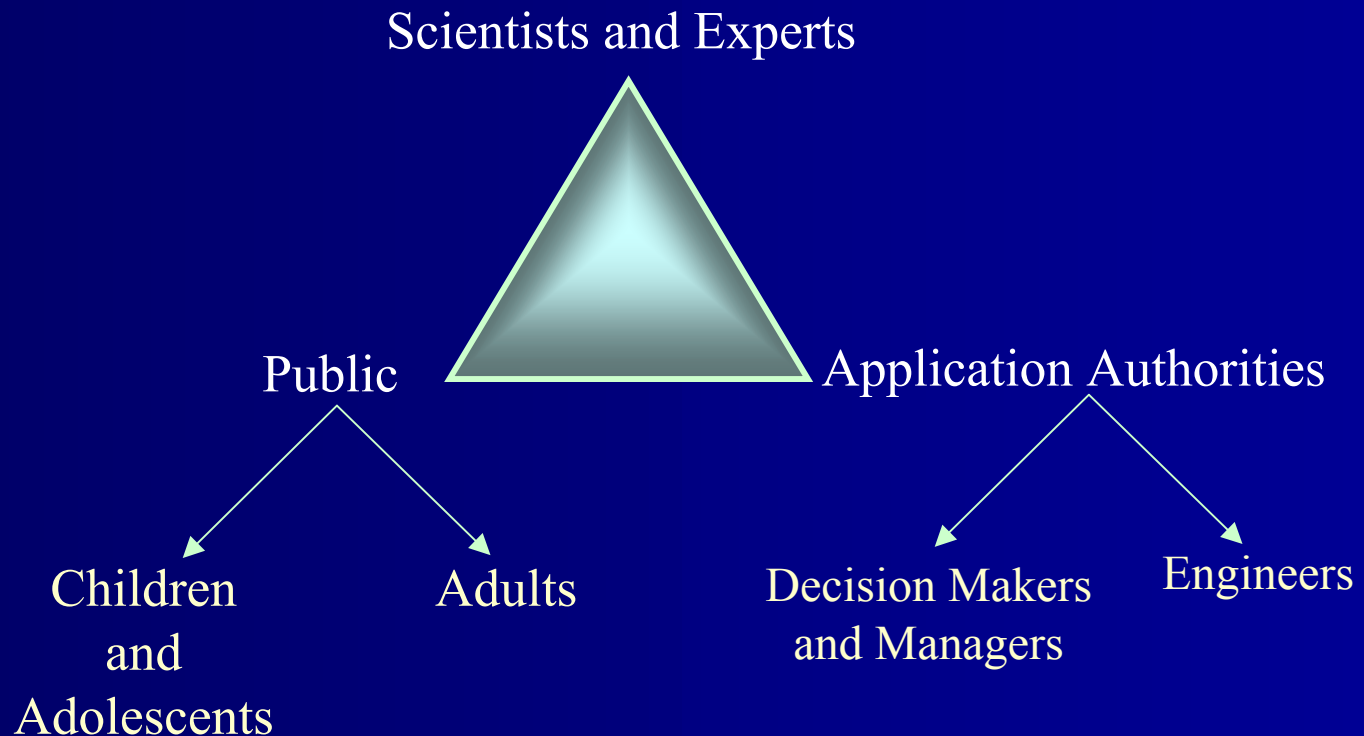 Scientists and Experts
Public
Application Authorities
Children
and
Adolescents
Adults
Decision Makers
and Managers
Engineers